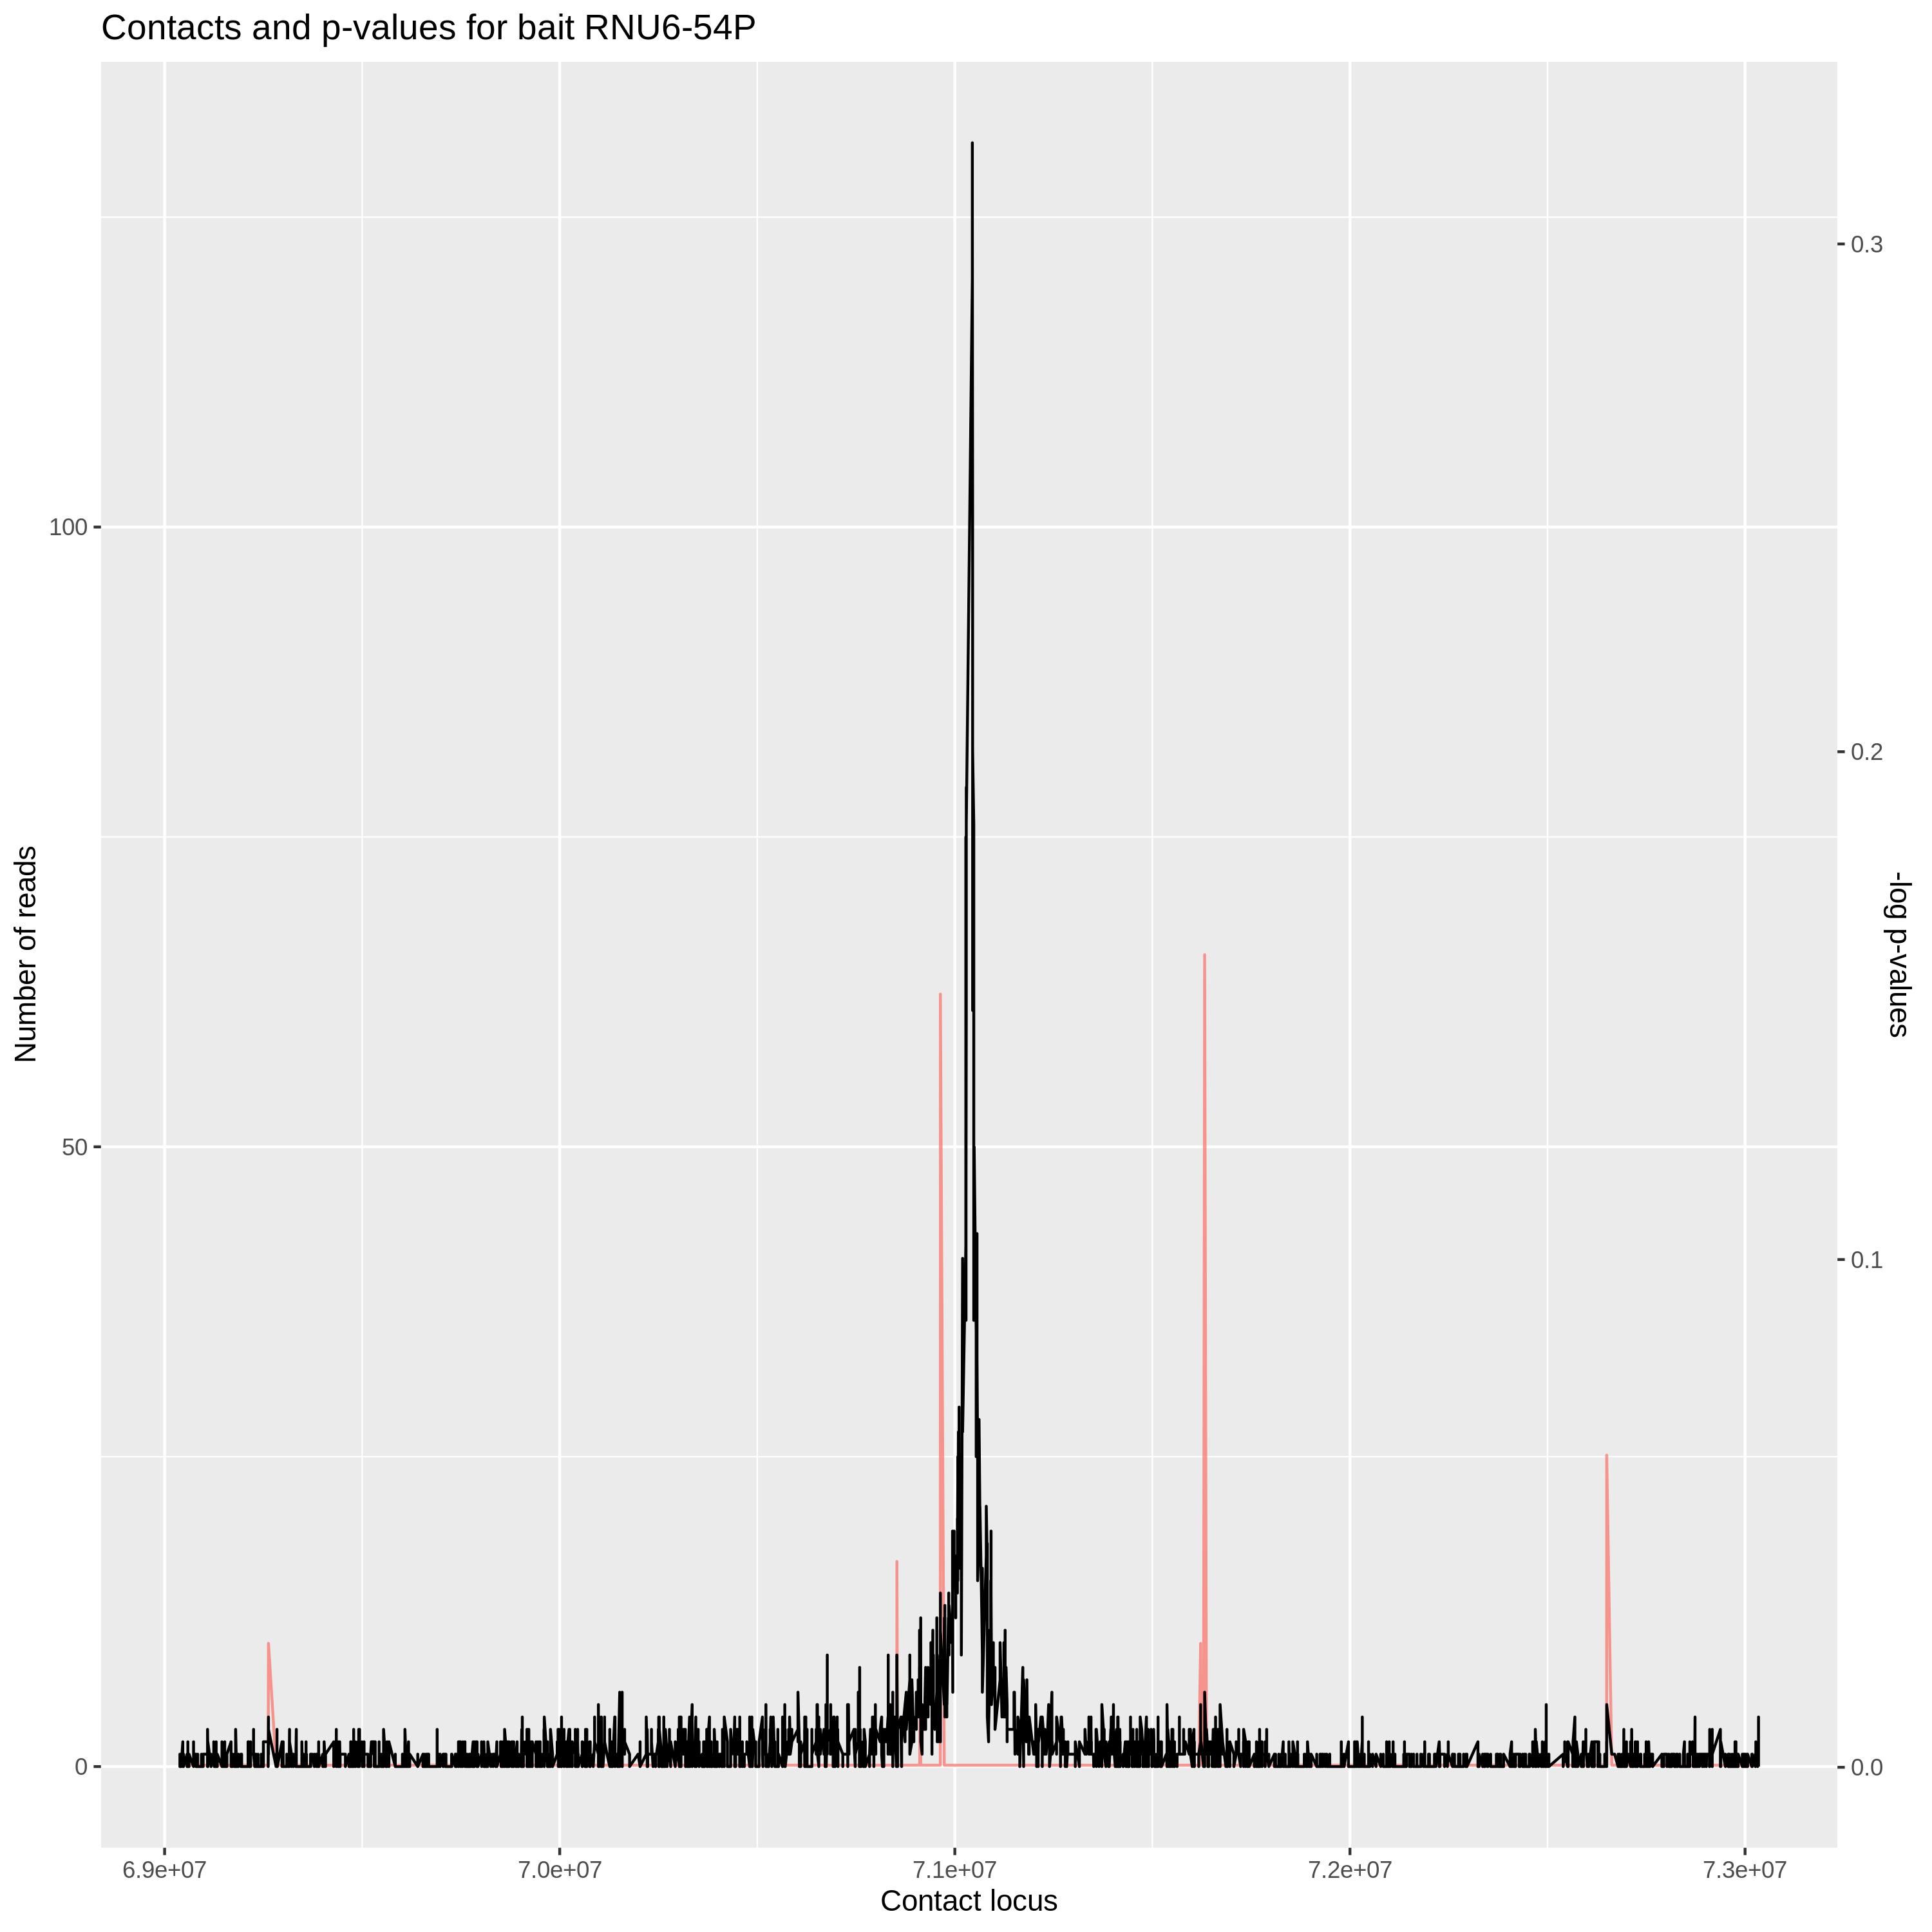 Contacts and p-values for bait RNU6-54P
Number of reads
100
50
0
0.3
0.2
0.1
0.0
-log p-values
6.9e+07
7.0e+07
7.1e+07
7.2e+07
7.3e+07
Contact locus